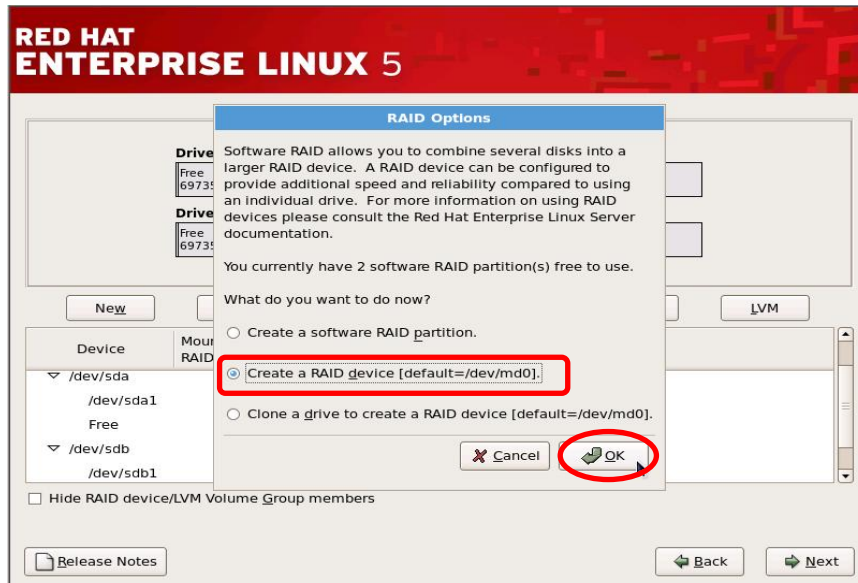 RED HAT
ENTERPRISE LINUX 5
RAID Options
Software RAID allows you to combine several disks into a
larger RAID device. A RAID device can be configured to
provide additional speed and reliability compared to using
an individual drive. For more information on using RAID
devices please consult the Red Hat Enterprise Linux Server
documentation.
You currently have 2 software RAID partition(s) free to use.
What do you want to do now?
Create a software RAID partition.
Create a RAID device [default=/dev/md0].
Clone a drive to create a RAID device [default=/dev/md0].
Cancel
OK
Drive
Free
6973
Drive
Free
6973
New
LVM
Device
RAID
/dev/sda
/dev/sda1
Free
/dev/sdb
/dev/sdb1
Hide RAID device/LVM Volume Group members
Release Notes
Back
Next